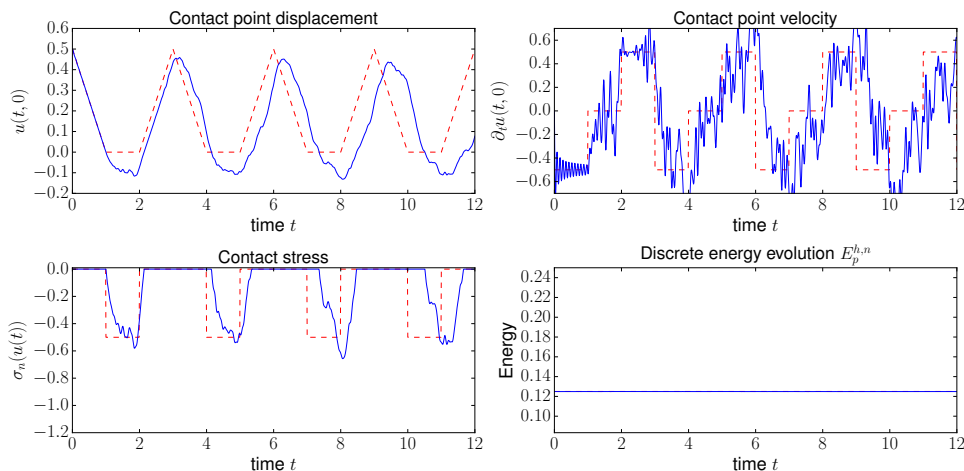 Contact point displacement
0.6
0.5
0.4
0.3
0.2
0.1
0.0
−0.1
−0.2
u(t,0)
0 2 4 6 8 10 12
time t
Contact point velocity
0.6
0.4
0.2
0.0
−0.2
−0.4
−0.6
∂ₜu(t,0)
0 2 4 6 8 10 12
time t
Contact stress
0.0
−0.2
−0.4
−0.6
−0.8
−1.0
−1.2
σₙ(u(t))
0 2 4 6 8 10 12
time t
Discrete energy evolution Eₚʰ,ⁿ
0.24
0.22
0.20
0.18
0.16
0.14
0.12
0.10
Energy
0 2 4 6 8 10 12
time t